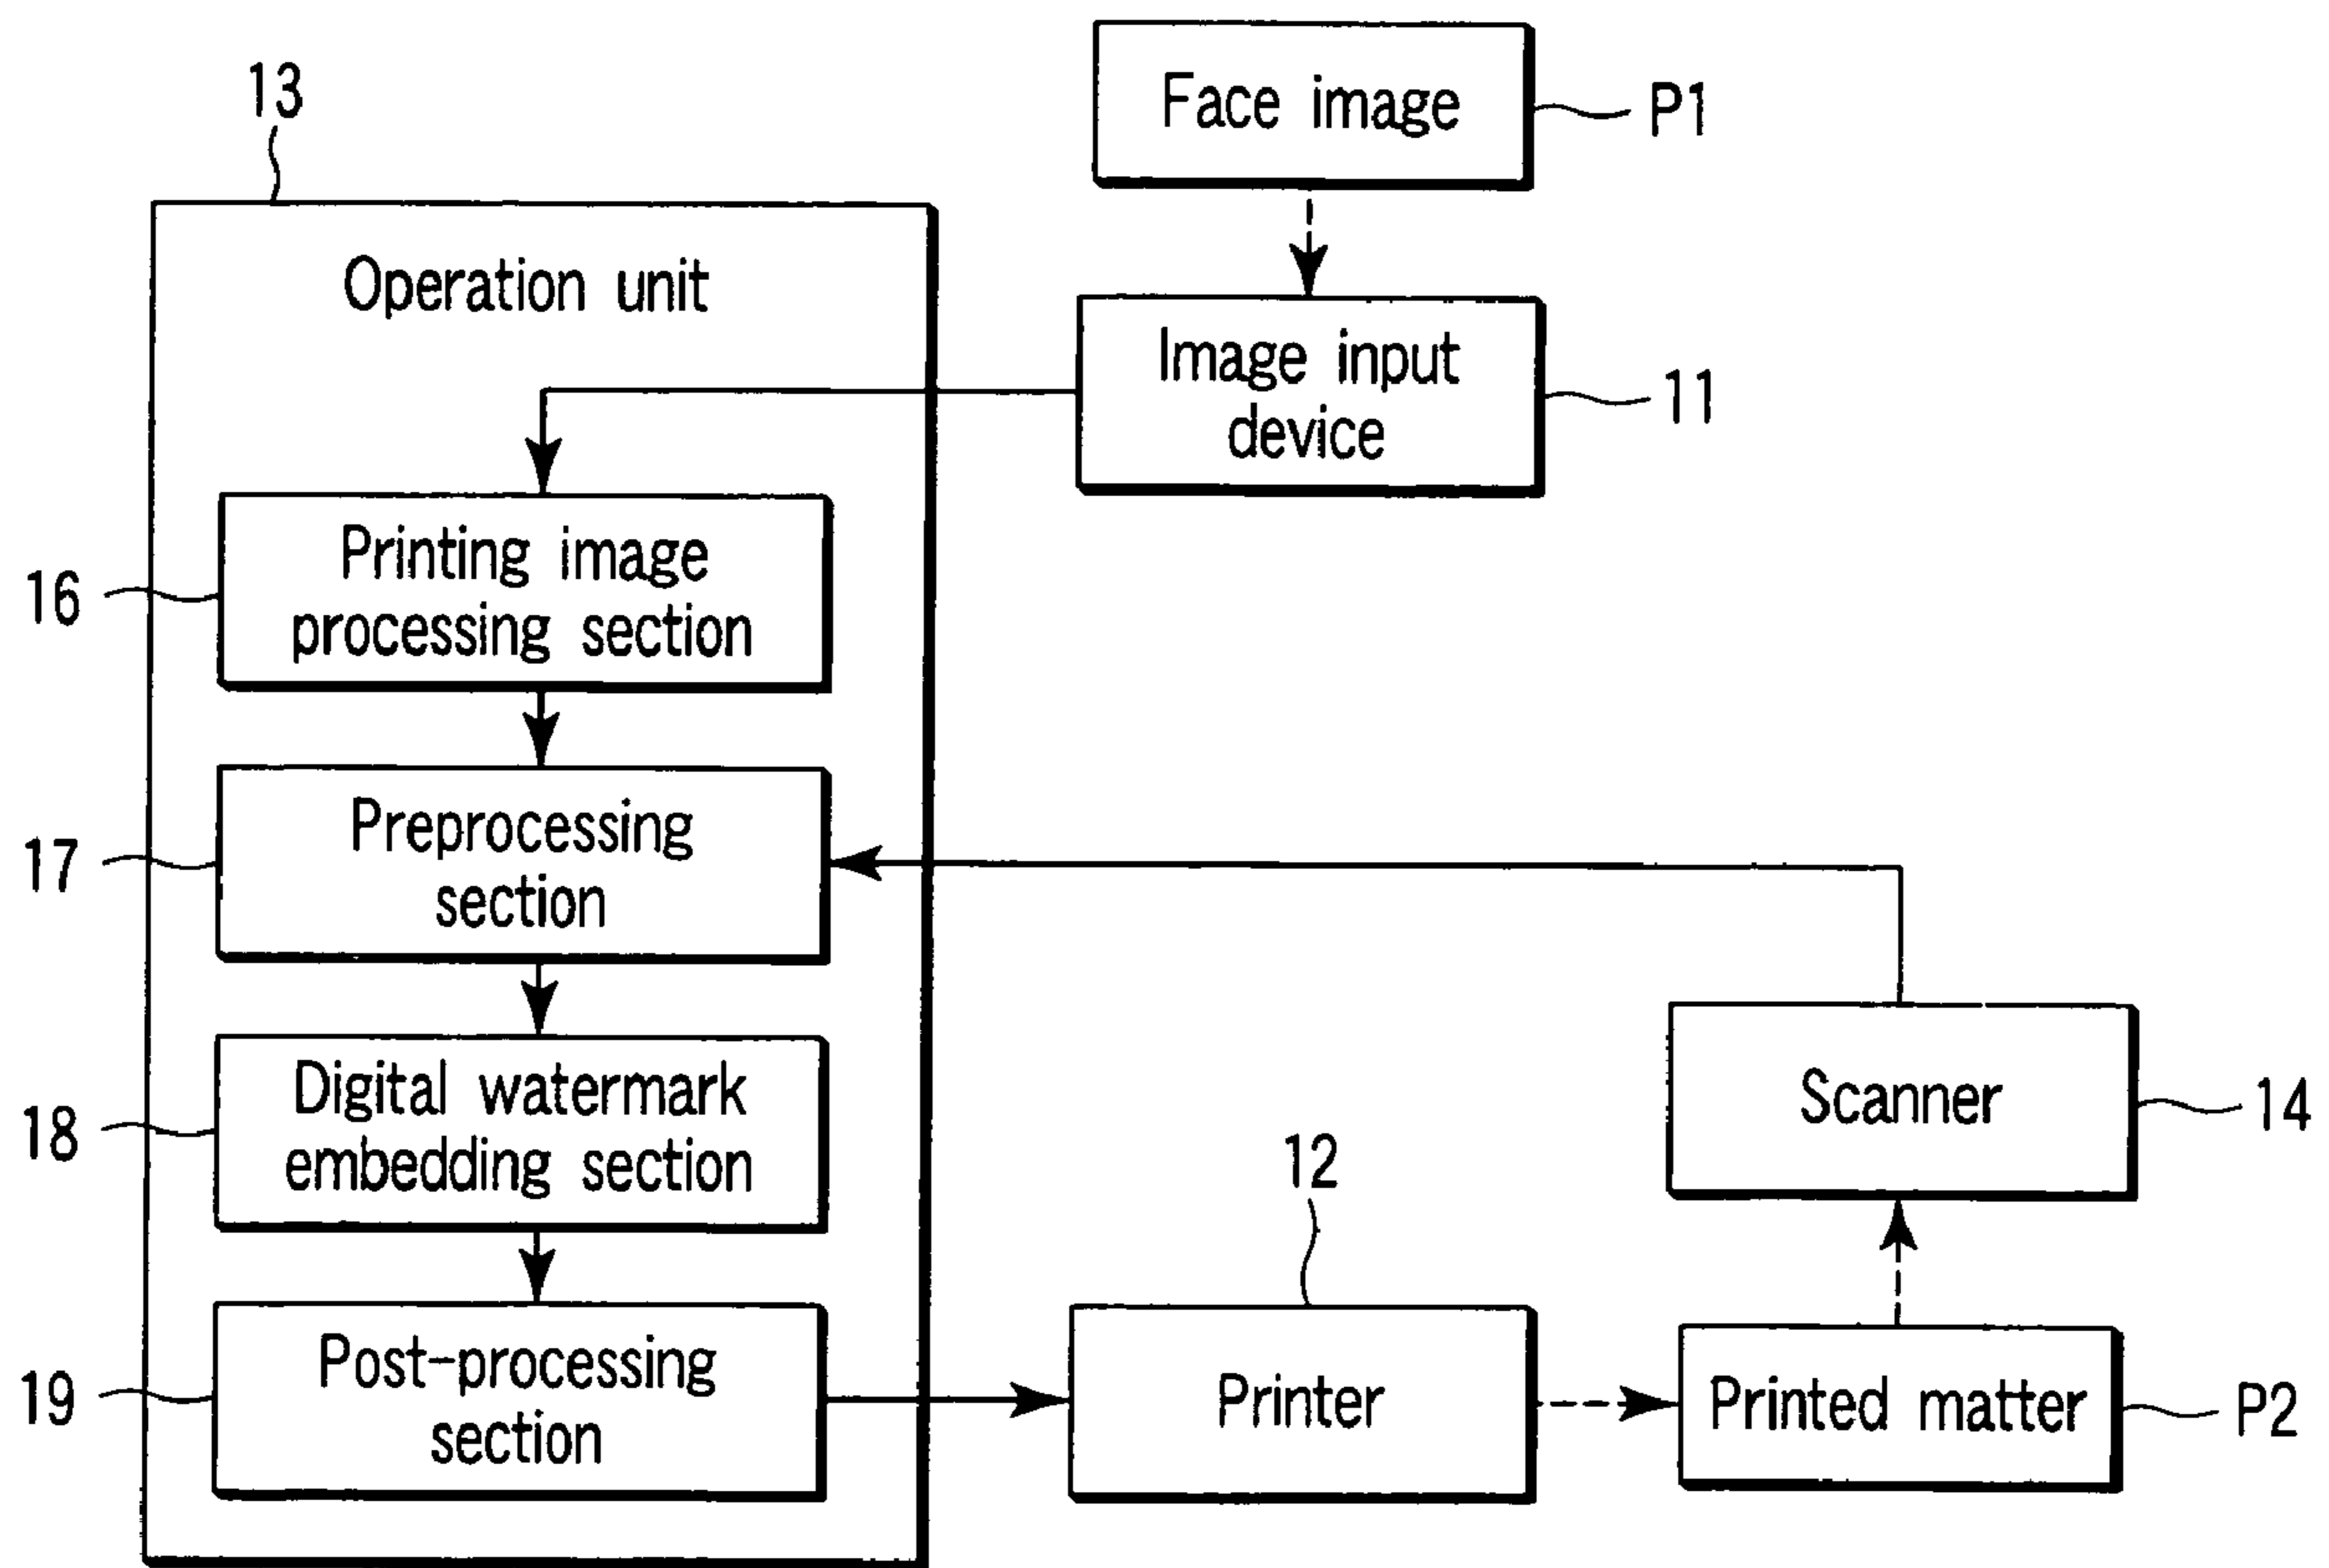 Face image
P1
13
Operation unit
Image input
device
11
Printing image
processing section
16
Preprocessing
section
17
Digital watermark
embedding section
18
Scanner
14
12
Post-processing
section
19
Printer
Printed matter
P2